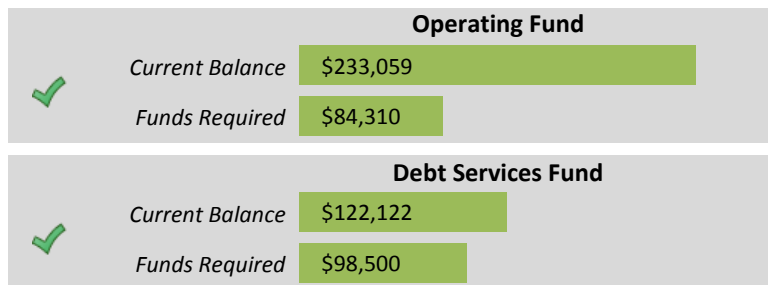 Operating Fund
Current Balance $233,059
Funds Required $84,310
Debt Services Fund
Current Balance $122,122
Funds Required $98,500